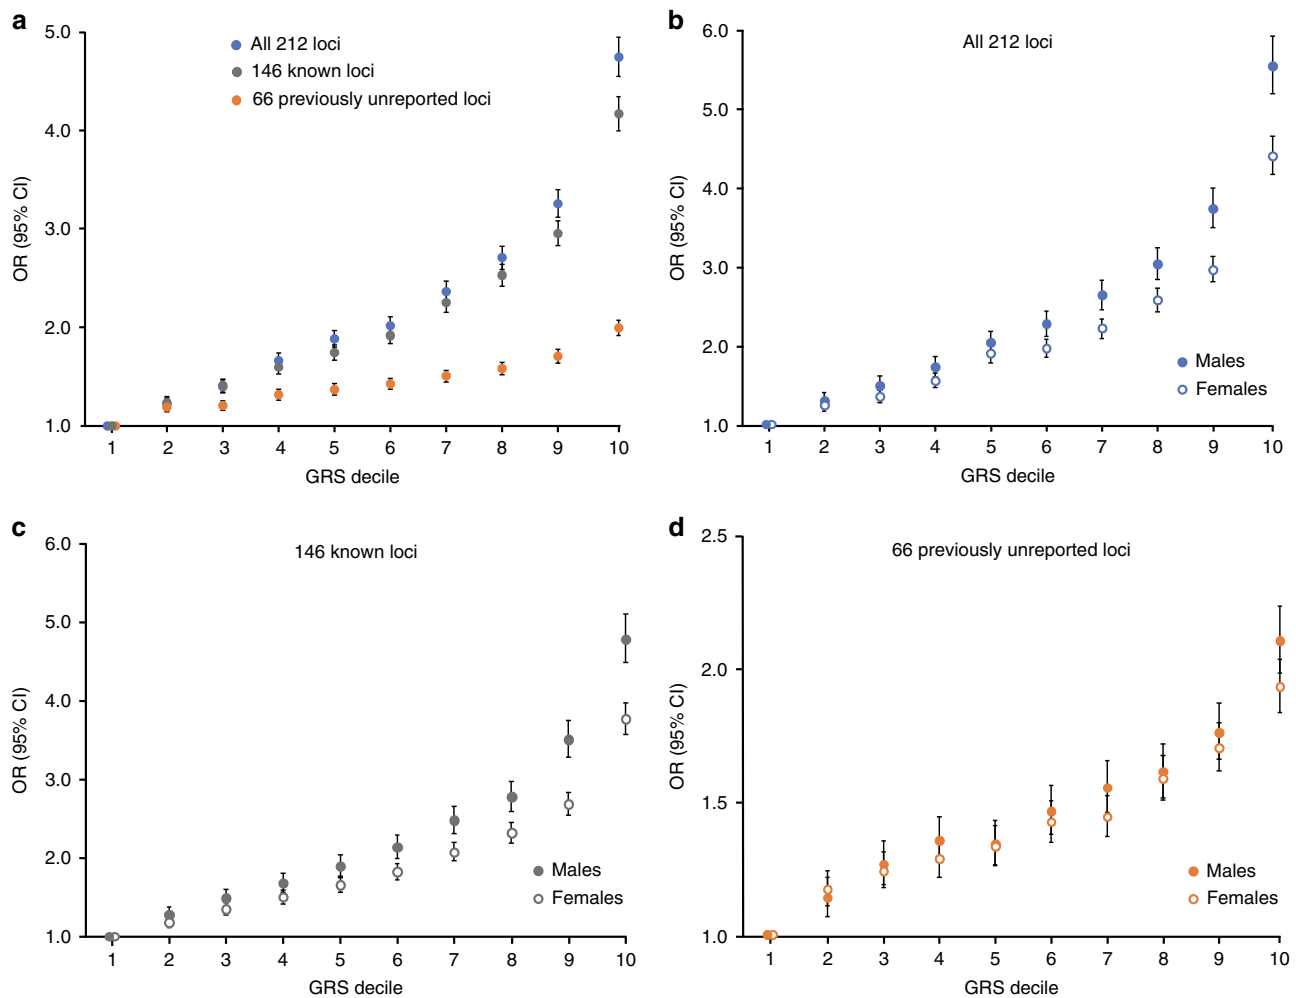 a
5.0
4.0
3.0
2.0
1.0
OR (95% CI)
All 212 loci
146 known loci
66 previously unreported loci
1 2 3 4 5 6 7 8 9 10
GRS decile
b
All 212 loci
6.0
5.0
4.0
3.0
2.0
1.0
OR (95% CI)
Males
Females
1 2 3 4 5 6 7 8 9 10
GRS decile
c
146 known loci
6.0
5.0
4.0
3.0
2.0
1.0
OR (95% CI)
Males
Females
1 2 3 4 5 6 7 8 9 10
GRS decile
d
66 previously unreported loci
2.5
2.0
1.5
1.0
OR (95% CI)
Males
Females
1 2 3 4 5 6 7 8 9 10
GRS decile